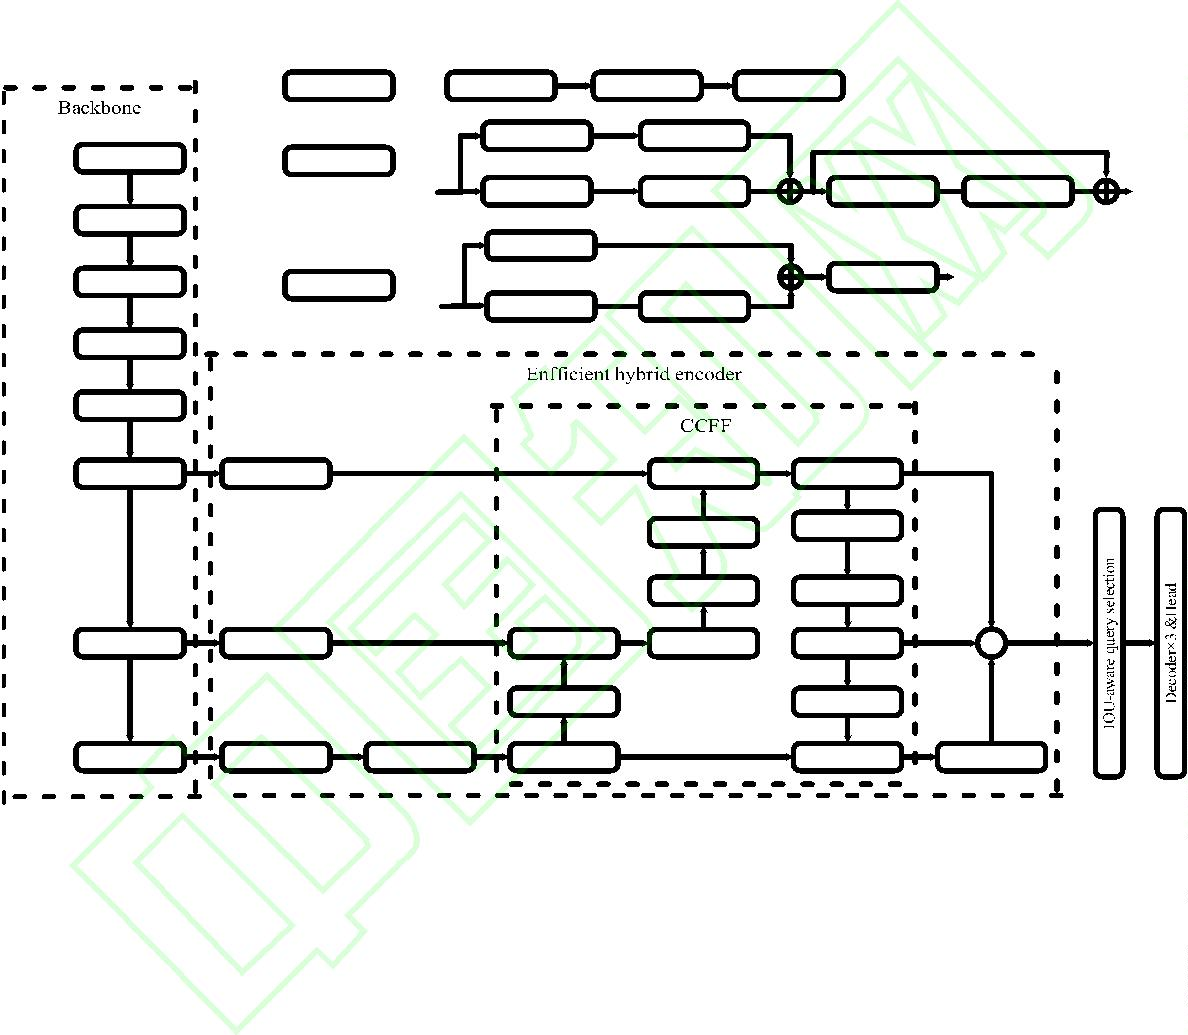 Backbone
Enfficient hybrid encoder
CCFF
IOU-aware query selection
Decoder×3 &Head